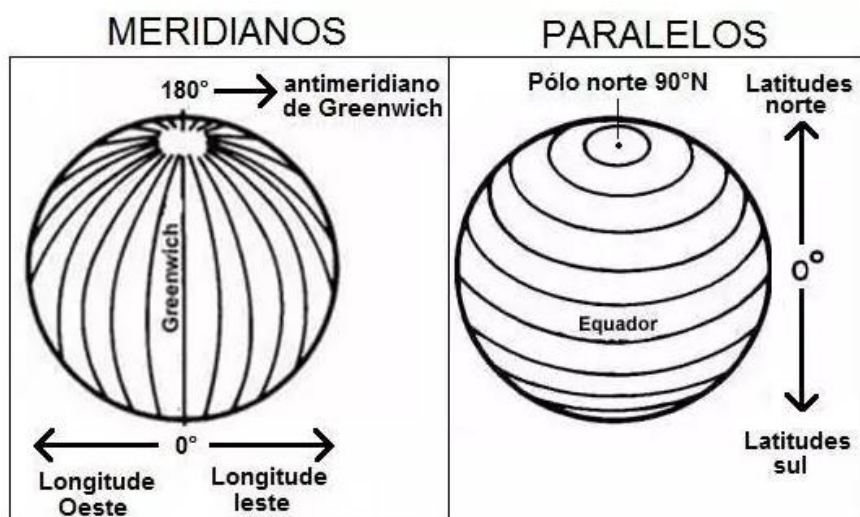 MERIDIANOS
180°
antimeridiano
de Greenwich
Greenwich
0°
Longitude
Oeste
Longitude
leste
PARALELOS
Pólo norte 90°N
Latitudes
norte
0°
Equador
Latitudes
sul